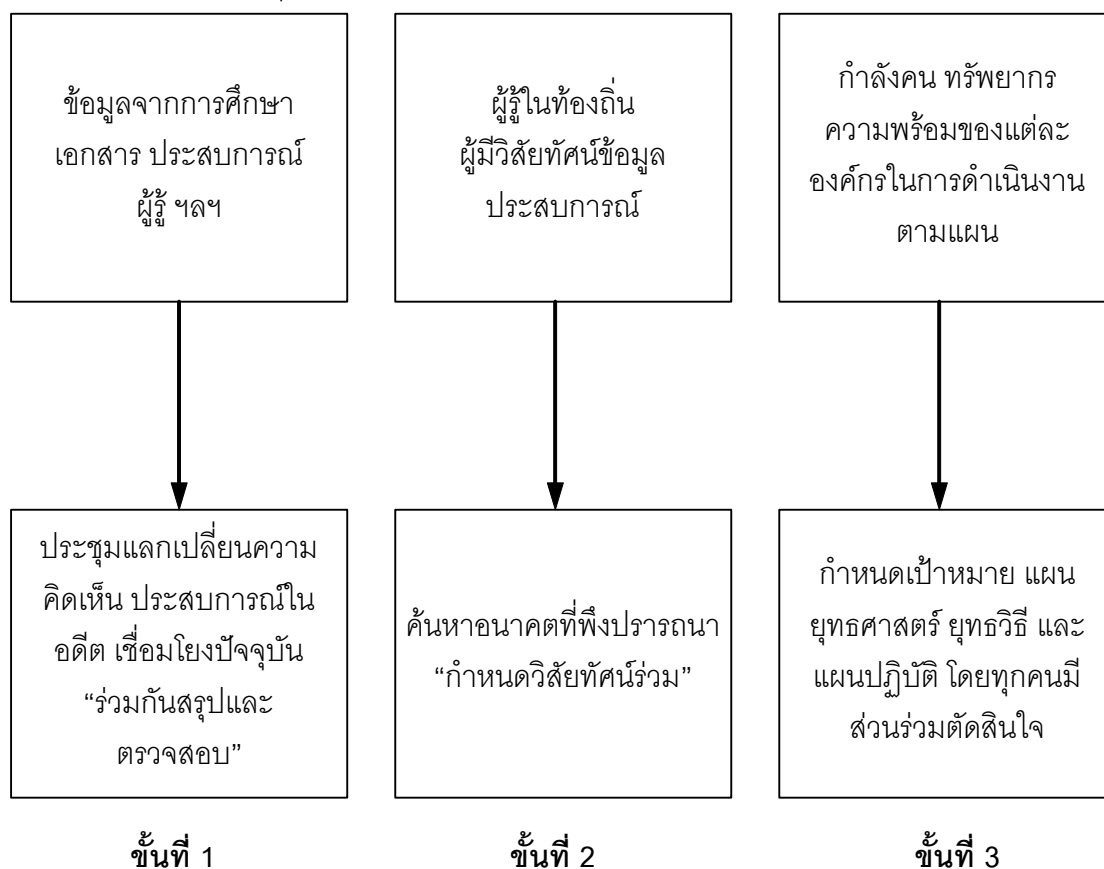 ข้อมูลจากการศึกษา
เอกสาร ประสบการณ์
ผู้รู้ ฯลฯ
ผู้รู้ในท้องถิ่น
ผู้มีวิสัยทัศน์ข้อมูล
ประสบการณ์
กำลังคน ทรัพยากร
ความพร้อมของแต่ละ
องค์กรในการดำเนินงาน
ตามแผน
ประชุมแลกเปลี่ยนความ
คิดเห็น ประสบการณ์ใน
อดีต เชื่อมโยงปัจจุบัน
“ร่วมกันสรุปและ
ตรวจสอบ”
ค้นหาอนาคตที่พึงปรารถนา
“กำหนดวิสัยทัศน์ร่วม”
กำหนดเป้าหมาย แผน
ยุทธศาสตร์ ยุทธวิธี และ
แผนปฏิบัติ โดยทุกคนมี
ส่วนร่วมตัดสินใจ
ขั้นที่ 1
ขั้นที่ 2
ขั้นที่ 3